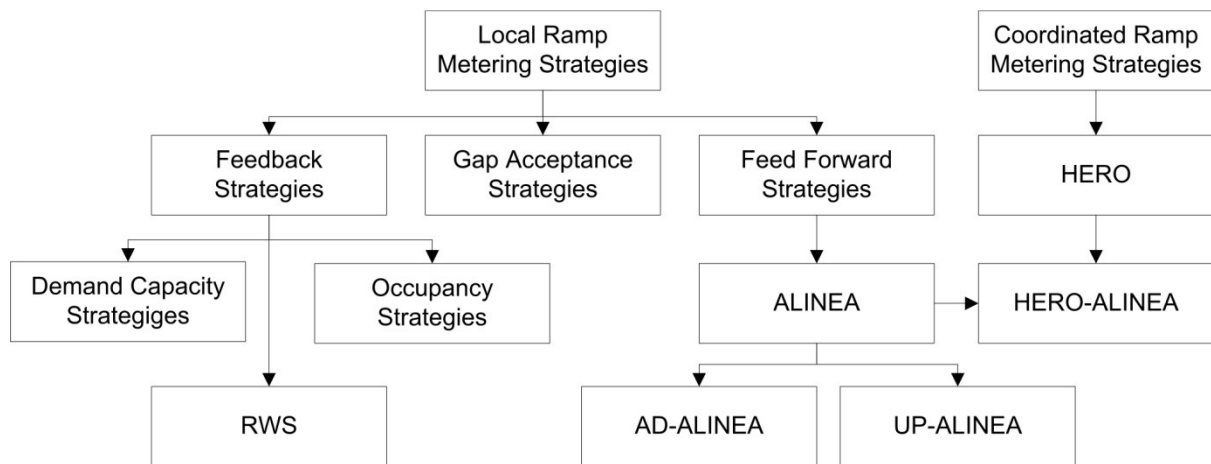 Local Ramp
Metering Strategies
Coordinated Ramp
Metering Strategies
Feedback
Strategies
Gap Acceptance
Strategies
Feed Forward
Strategies
HERO
Demand Capacity
Strategiges
Occupancy
Strategies
ALINEA
HERO-ALINEA
RWS
AD-ALINEA
UP-ALINEA